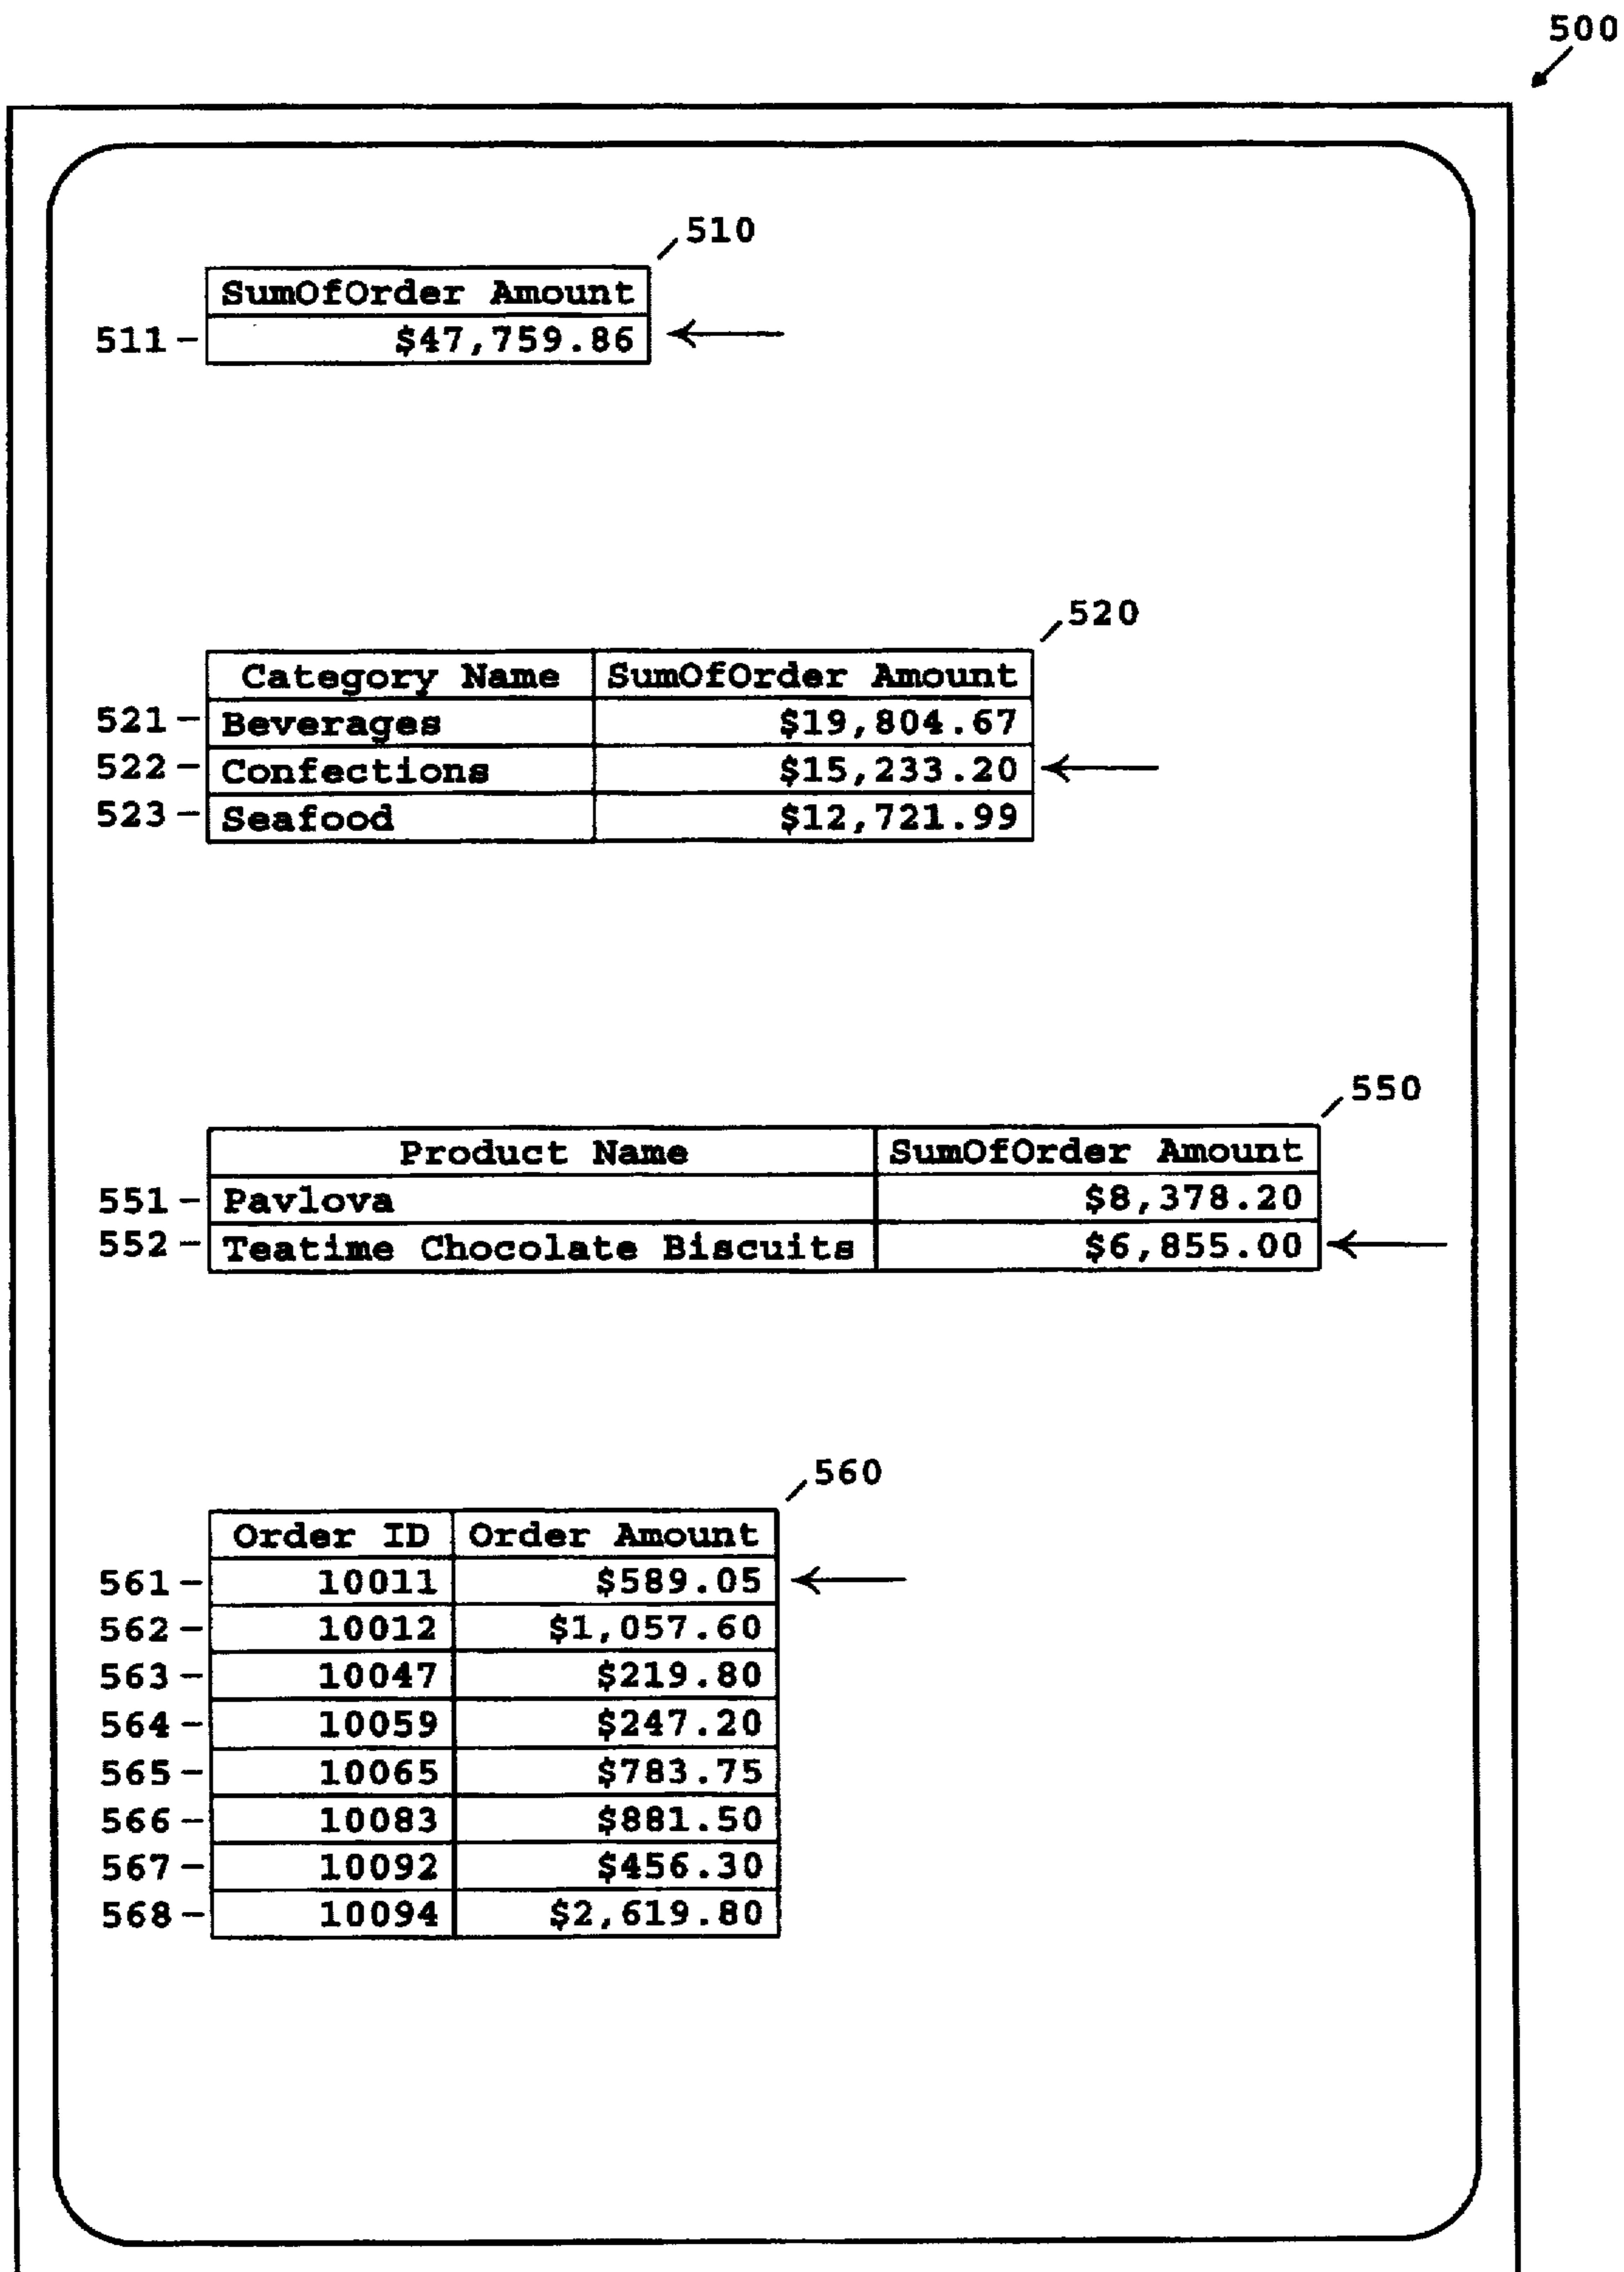 500
510
SumOfOrder Amount
511- $47,759.86
520
Category Name SumOfOrder Amount
521- Beverages $19,804.67
522- Confections $15,233.20
523- Seafood $12,721.99
550
Product Name SumOfOrder Amount
551- Pavlova $8,378.20
552- Teatime Chocolate Biscuits $6,855.00
560
Order ID Order Amount
561- 10011 $589.05
562- 10012 $1,057.60
563- 10047 $219.80
564- 10059 $247.20
565- 10065 $783.75
566- 10083 $881.50
567- 10092 $456.30
568- 10094 $2,619.80